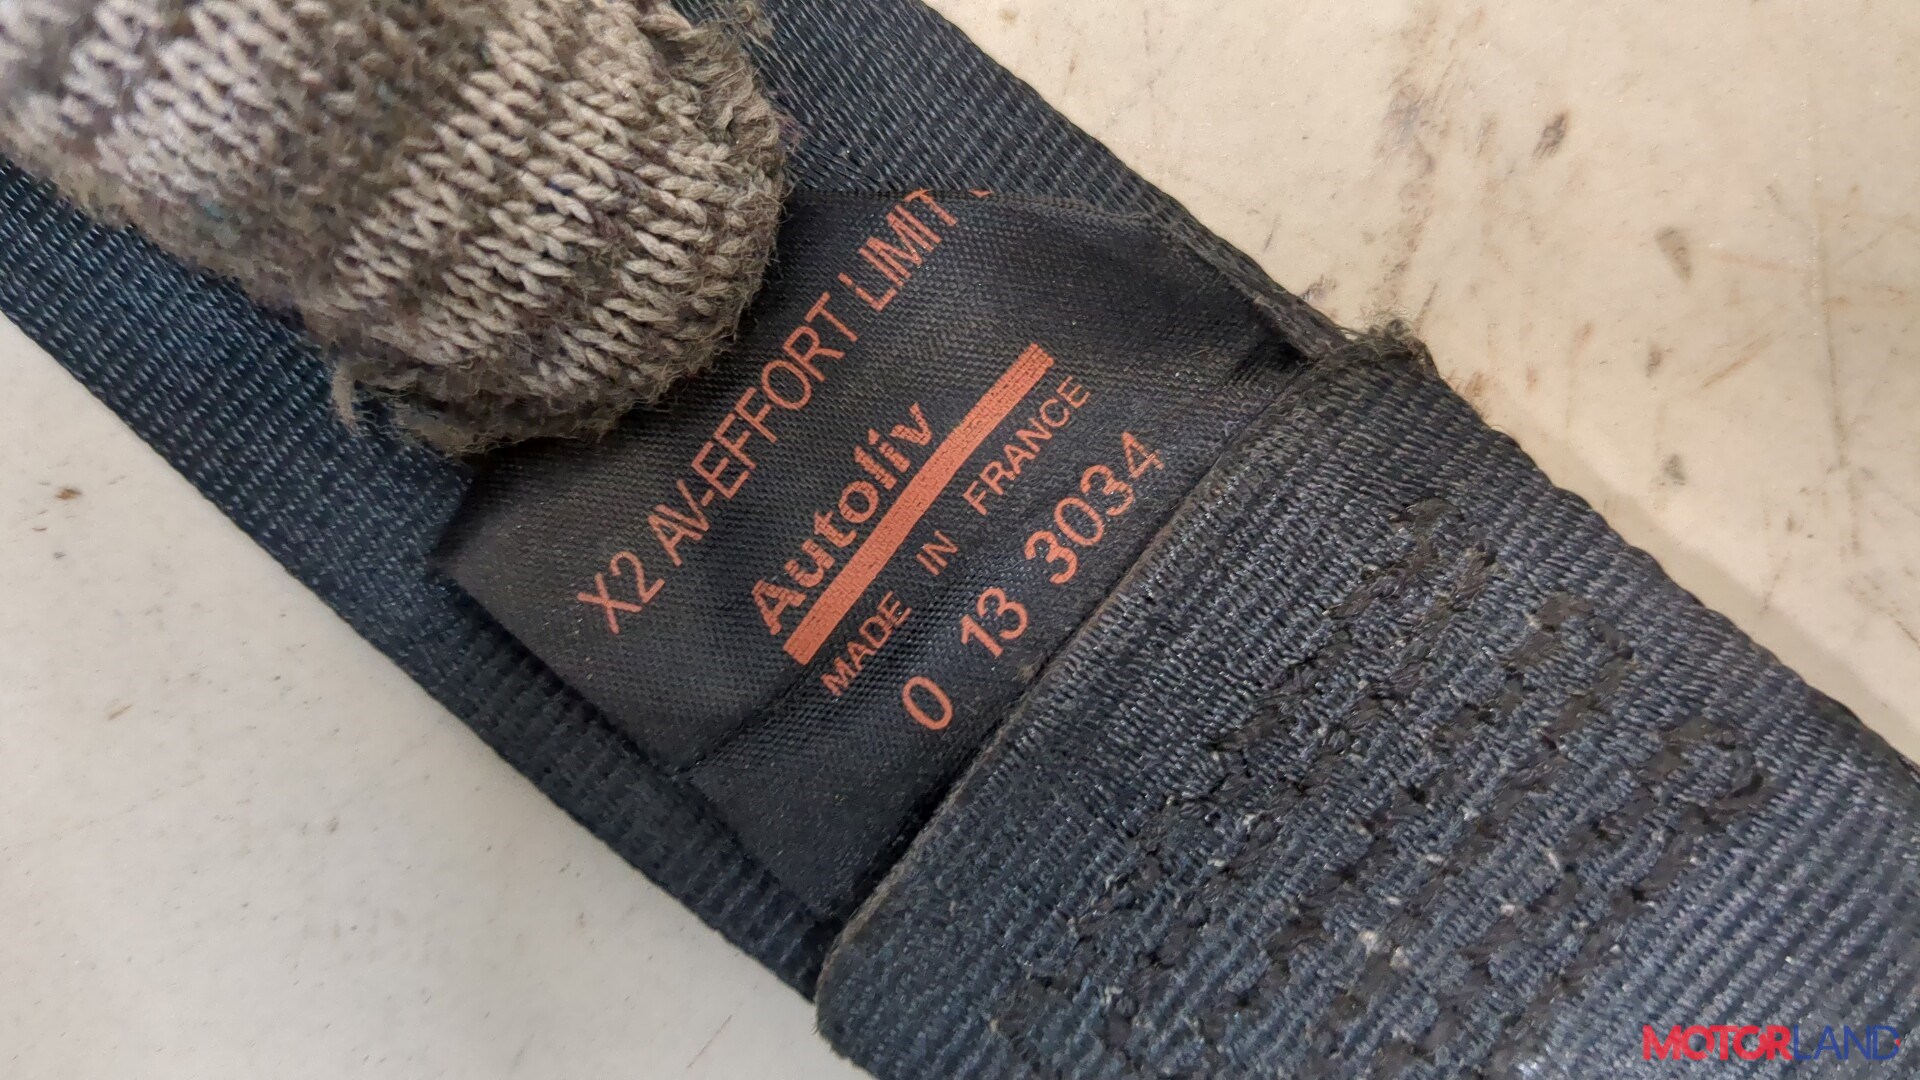 X2 AV-EFFORT LIMIT
Autoliv
MADE IN FRANCE
0 13 3034
MOTORLAND